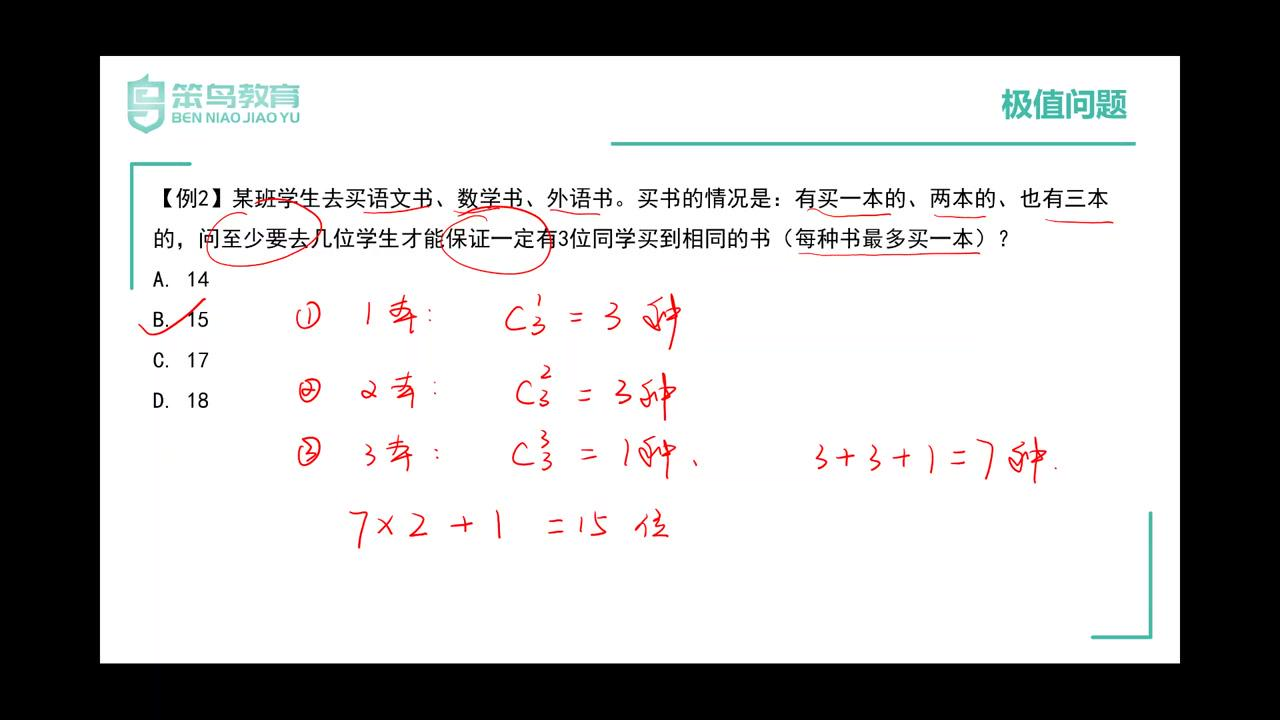 笨鸟教育
BEN NIAO JIAO YU
极值问题
【例2】某班学生去买语文书、数学书、外语书。买书的情况是：有买一本的、两本的、也有三本
的，问至少要去几位学生才能保证一定有3位同学买到相同的书（每种书最多买一本）？
A. 14
B. 15
C. 17
D. 18
① 1本： C₃¹ = 3 种
② 2本： C₃² = 3种
③ 3本： C₃³ = 1种、 3+3+1=7种.
7×2+1 =15 位